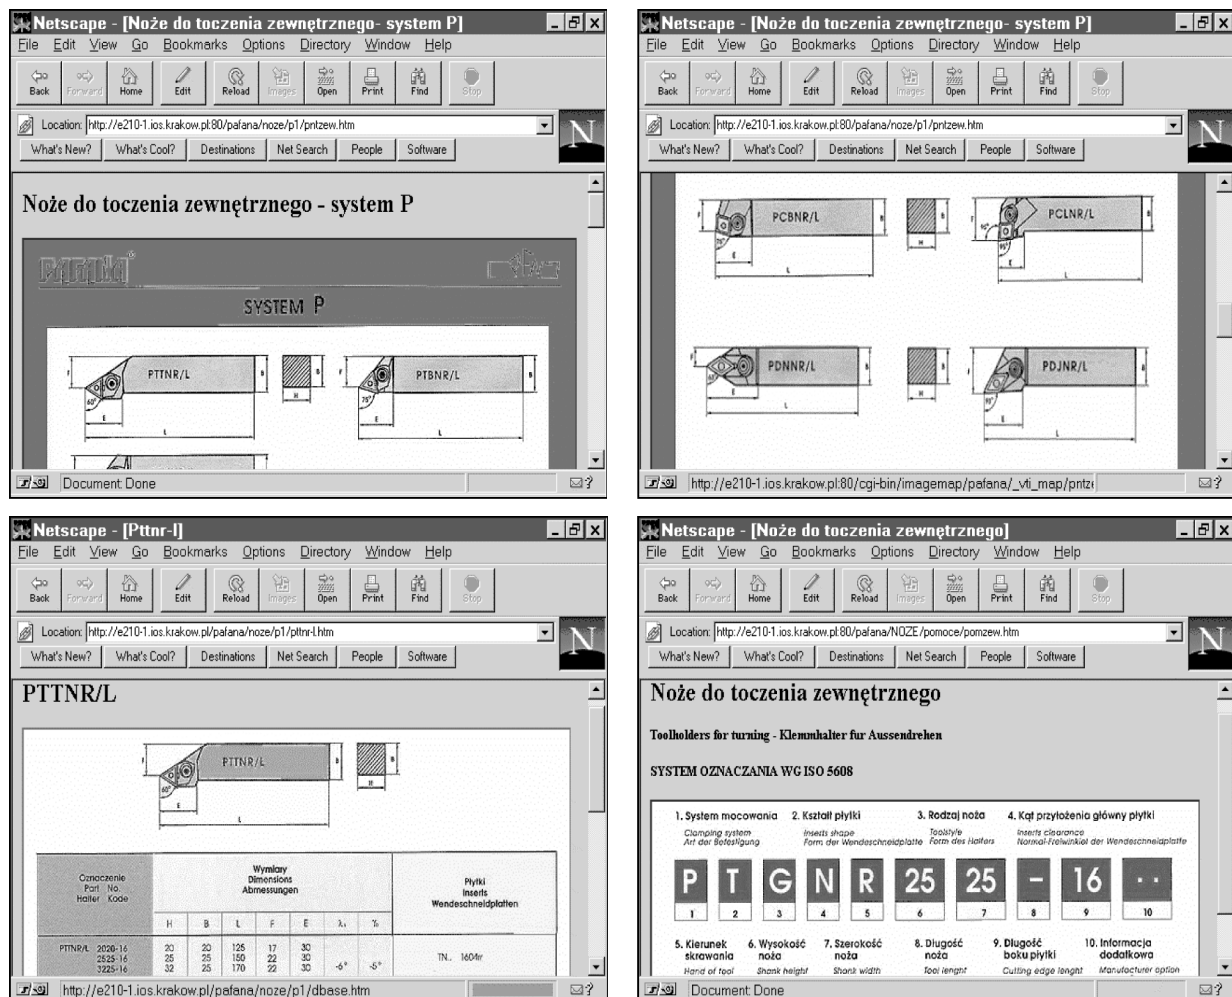 Netscape - [Noże do toczenia zewnętrznego- system P]
File Edit View Go Bookmarks Options Directory Window Help
Back Forward Home Edit Reload Images Open Print Find Stop
Location: http://e210-1.ios.krakow.pl:80/pafana/noze/p1/pntzew.htm
What's New? What's Cool? Destinations Net Search People Software
Noże do toczenia zewnętrznego - system P
PAFANA
SYSTEM P
F PTTNR/L B B F PTBNR/L B
60° E H 75° E
L L
Document: Done
Netscape - [Noże do toczenia zewnętrznego- system P]
File Edit View Go Bookmarks Options Directory Window Help
Back Forward Home Edit Reload Images Open Print Find Stop
Location: http://e210-1.ios.krakow.pl:80/pafana/noze/p1/pntzew.htm
What's New? What's Cool? Destinations Net Search People Software
F PCBNR/L B B F PCLNR/L B
75° E H 95° 95° E
L L
F PDNNR/L B B F PDJNR/L B
E H E
L L
http://e210-1.ios.krakow.pl:80/cgi-bin/imagemap/pafana/_vti_map/pntz
Netscape - [Pttnr-l]
File Edit View Go Bookmarks Options Directory Window Help
Back Forward Home Edit Reload Images Open Print Find Stop
Location: http://e210-1.ios.krakow.pl/pafana/noze/p1/pttnr-l.htm
What's New? What's Cool? Destinations Net Search People Software
PTTNR/L
F PTTNR/L B B
60° E H
L
Oznaczenie
Part No.
Halter Kode
Wymiary
Dimensions
Abmessungen
Płytki
Inserts
Wendeschneidplatten
H B L F E λs γo
PTTNR/L 2020-16 20 20 125 17 30
2525-16 25 25 150 22 30
3225-16 32 25 170 22 30 -6° -5° TN.. 1604
http://e210-1.ios.krakow.pl/pafana/noze/p1/dbase.htm
Netscape - [Noże do toczenia zewnętrznego]
File Edit View Go Bookmarks Options Directory Window Help
Back Forward Home Edit Reload Images Open Print Find Stop
Location: http://e210-1.ios.krakow.pl:80/pafana/NOZE/pomoce/pomzew.htm
What's New? What's Cool? Destinations Net Search People Software
Noże do toczenia zewnętrznego
Toolholders for turning - Klemmhalter fur Aussendrehen
SYSTEM OZNACZANIA WG ISO 5608
1. System mocowania 2. Kształt płytki 3. Rodzaj noża 4. Kąt przyłożenia główny płytki
Clamping system Inserts shape Toolstyle Inserts clearance
Art der Befestigung Form der Wendeschneidplatte Form des Halters Normal-Freiwinkel der Wendeschneidplatte
P T G N R 25 25 – 16 . .
1 2 3 4 5 6 7 8 9 10
5. Kierunek skrawania 6. Wysokość noża 7. Szerokość noża 8. Długość noża 9. Długość boku płytki 10. Informacja dodatkowa
Hand of tool Shank height Shank width Tool lenght Cutting edge lenght Manufacturer option
Document: Done